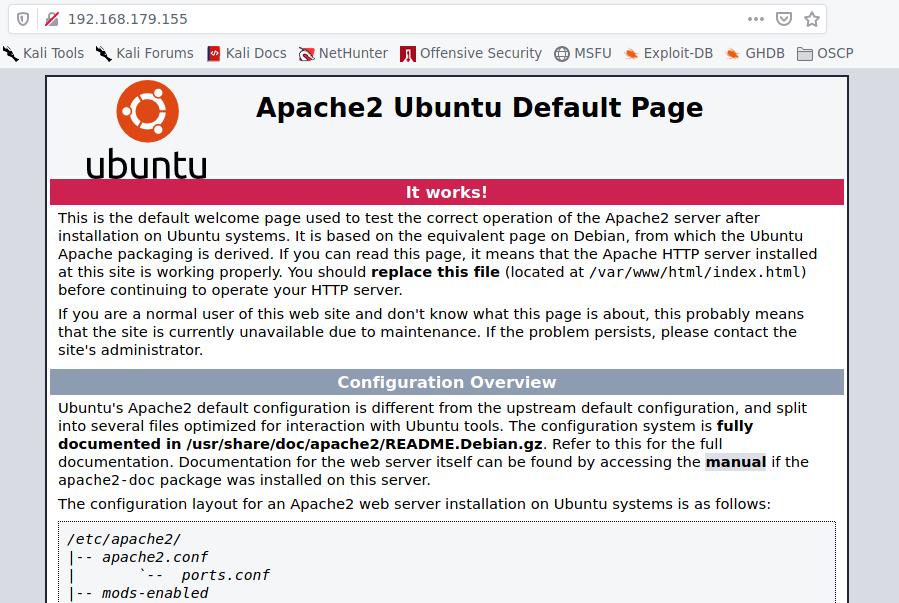 192.168.179.155
Kali Tools Kali Forums Kali Docs NetHunter Offensive Security MSFU Exploit-DB GHDB OSCP
ubuntu
Apache2 Ubuntu Default Page
It works!
This is the default welcome page used to test the correct operation of the Apache2 server after
installation on Ubuntu systems. It is based on the equivalent page on Debian, from which the Ubuntu
Apache packaging is derived. If you can read this page, it means that the Apache HTTP server installed
at this site is working properly. You should replace this file (located at /var/www/html/index.html)
before continuing to operate your HTTP server.
If you are a normal user of this web site and don't know what this page is about, this probably means
that the site is currently unavailable due to maintenance. If the problem persists, please contact the
site's administrator.
Configuration Overview
Ubuntu's Apache2 default configuration is different from the upstream default configuration, and split
into several files optimized for interaction with Ubuntu tools. The configuration system is fully
documented in /usr/share/doc/apache2/README.Debian.gz. Refer to this for the full
documentation. Documentation for the web server itself can be found by accessing the manual if the
apache2-doc package was installed on this server.
The configuration layout for an Apache2 web server installation on Ubuntu systems is as follows:
/etc/apache2/
|-- apache2.conf
|       `--  ports.conf
|-- mods-enabled